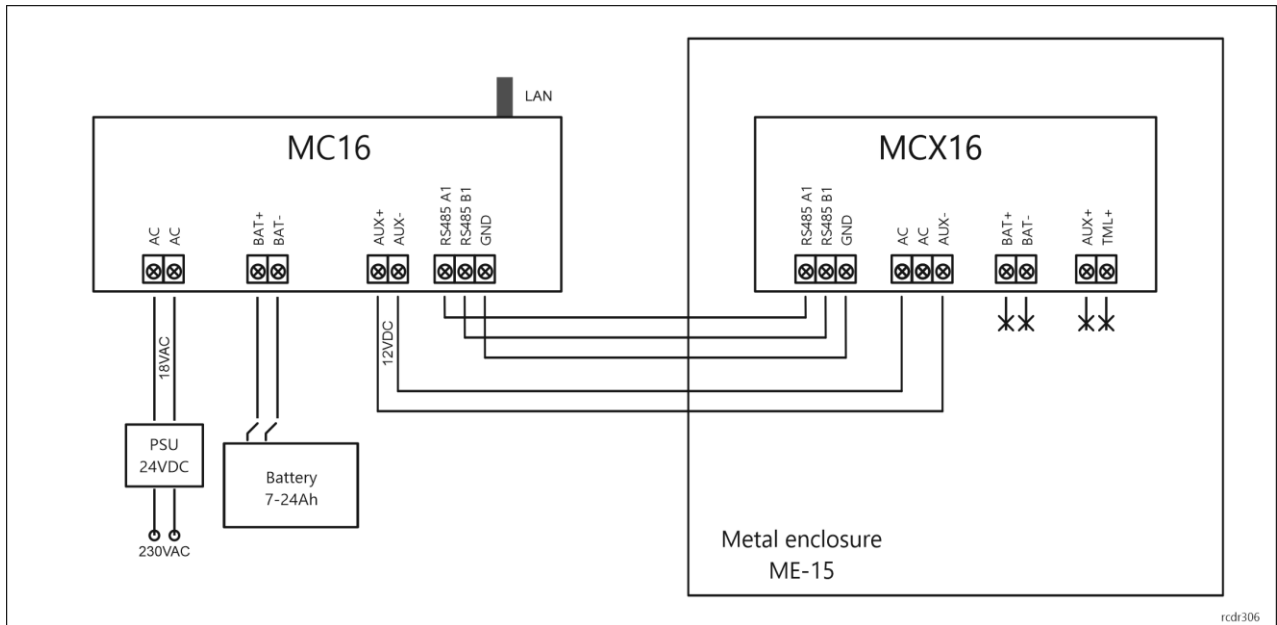 LAN
MC16
AC
AC
BAT+
BAT-
AUX+
AUX-
RS485 A1
RS485 B1
GND
18VAC
12VDC
PSU
24VDC
230VAC
Battery
7-24Ah
MCX16
RS485 A1
RS485 B1
GND
AC
AC
AUX-
BAT+
BAT-
AUX+
TML+
Metal enclosure
ME-15
rcdr306